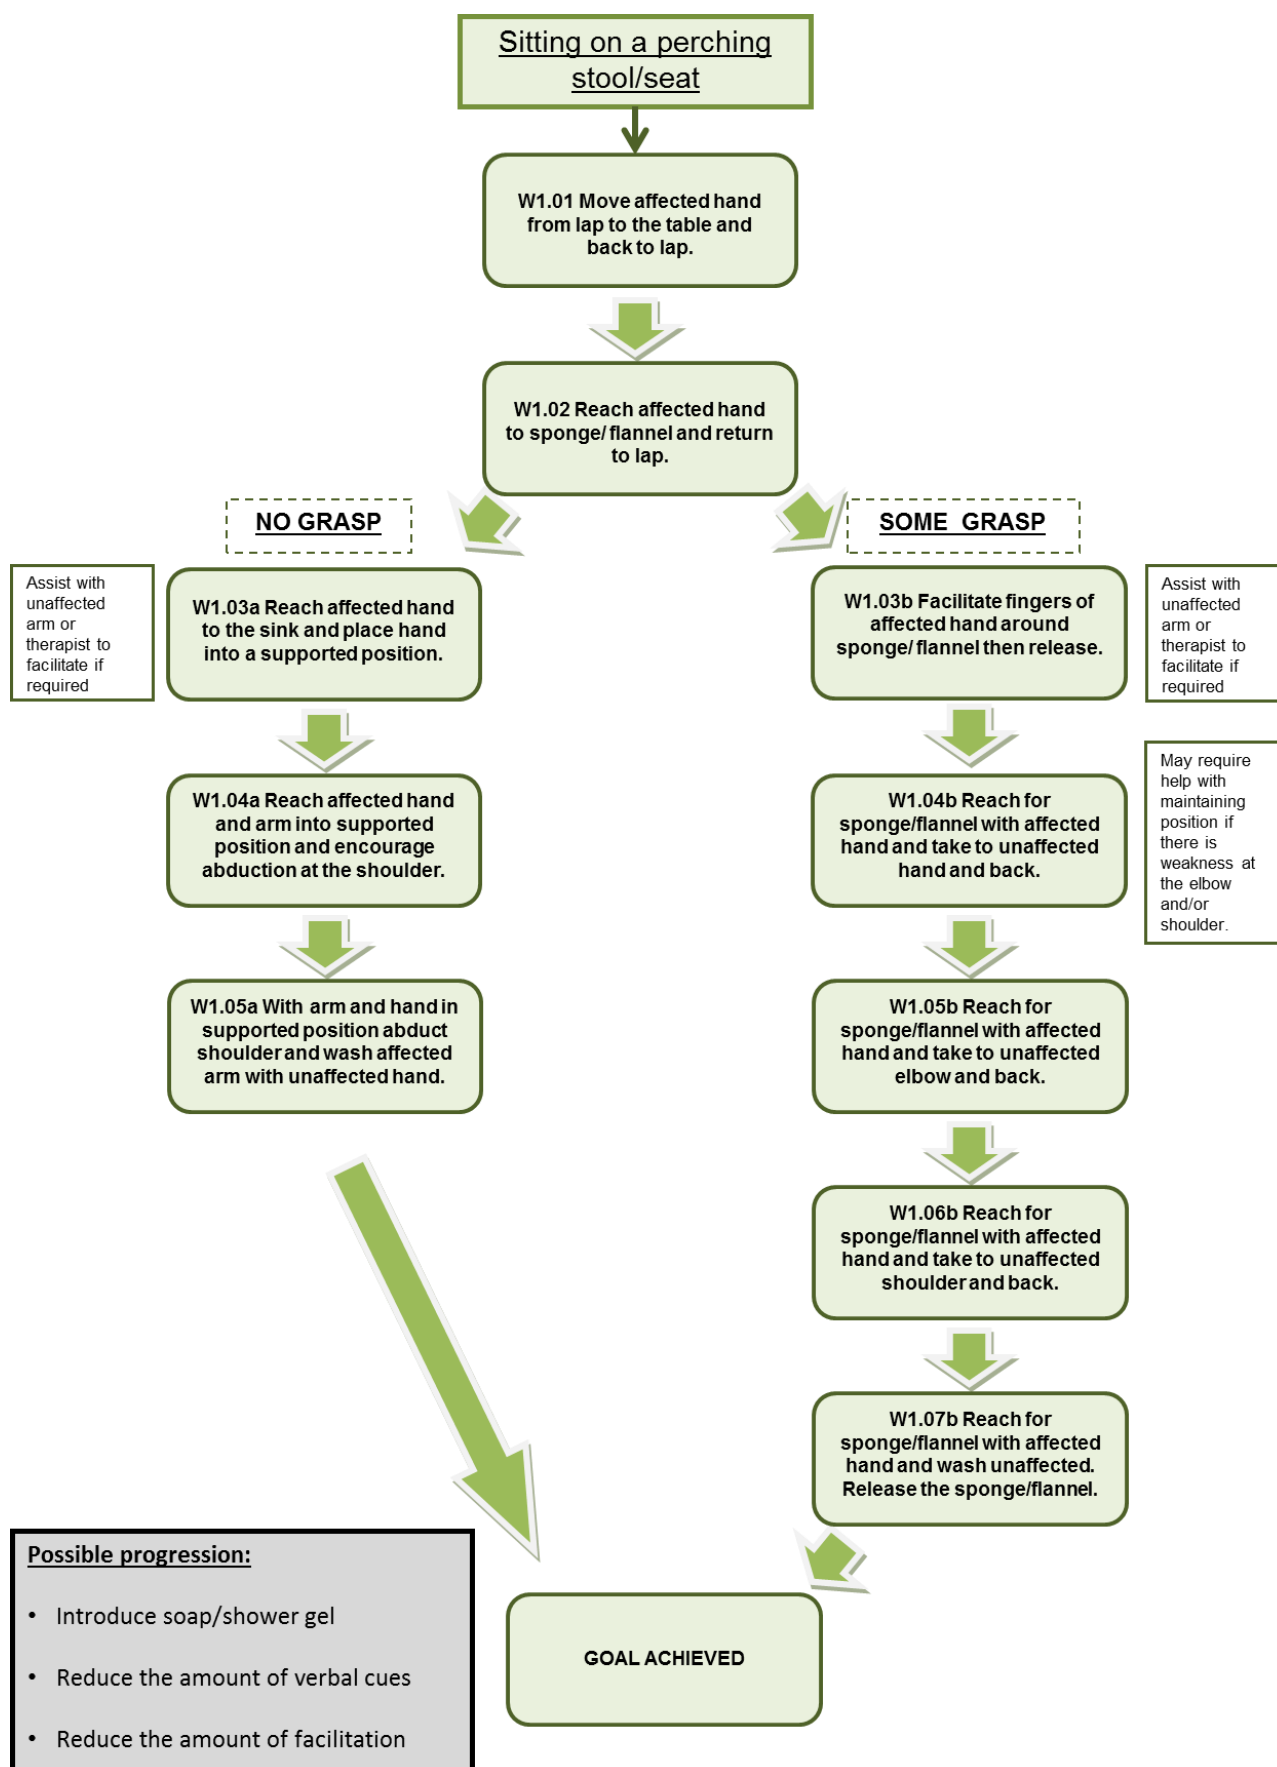 Sitting on a perching
stool/seat
W1.01 Move affected hand
from lap to the table and
back to lap.
W1.02 Reach affected hand
to sponge/ flannel and return
to lap.
NO GRASP
SOME GRASP
Assist with
unaffected
arm or
therapist to
facilitate if
required
W1.03a Reach affected hand
to the sink and place hand
into a supported position.
W1.03b Facilitate fingers of
affected hand around
sponge/ flannel then release.
Assist with
unaffected
arm or
therapist to
facilitate if
required
W1.04a Reach affected hand
and arm into supported
position and encourage
abduction at the shoulder.
W1.04b Reach for
sponge/flannel with affected
hand and take to unaffected
hand and back.
May require
help with
maintaining
position if
there is
weakness at
the elbow
and/or
shoulder.
W1.05a With arm and hand in
supported position abduct
shoulder and wash affected
arm with unaffected hand.
W1.05b Reach for
sponge/flannel with affected
hand and take to unaffected
elbow and back.
W1.06b Reach for
sponge/flannel with affected
hand and take to unaffected
shoulder and back.
W1.07b Reach for
sponge/flannel with affected
hand and wash unaffected.
Release the sponge/flannel.
Possible progression:
• Introduce soap/shower gel
• Reduce the amount of verbal cues
• Reduce the amount of facilitation
GOAL ACHIEVED